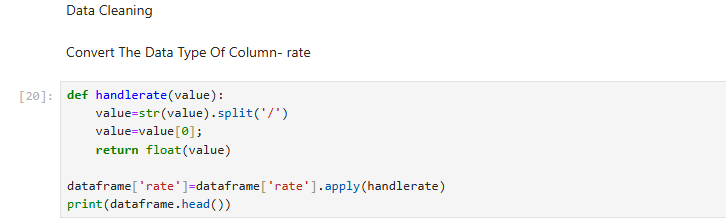 Data Cleaning
Convert The Data Type Of Column- rate
[20]: def handlerate(value):
    value=str(value).split('/')
    value=value[0];
    return float(value)
dataframe['rate']=dataframe['rate'].apply(handlerate)
print(dataframe.head())